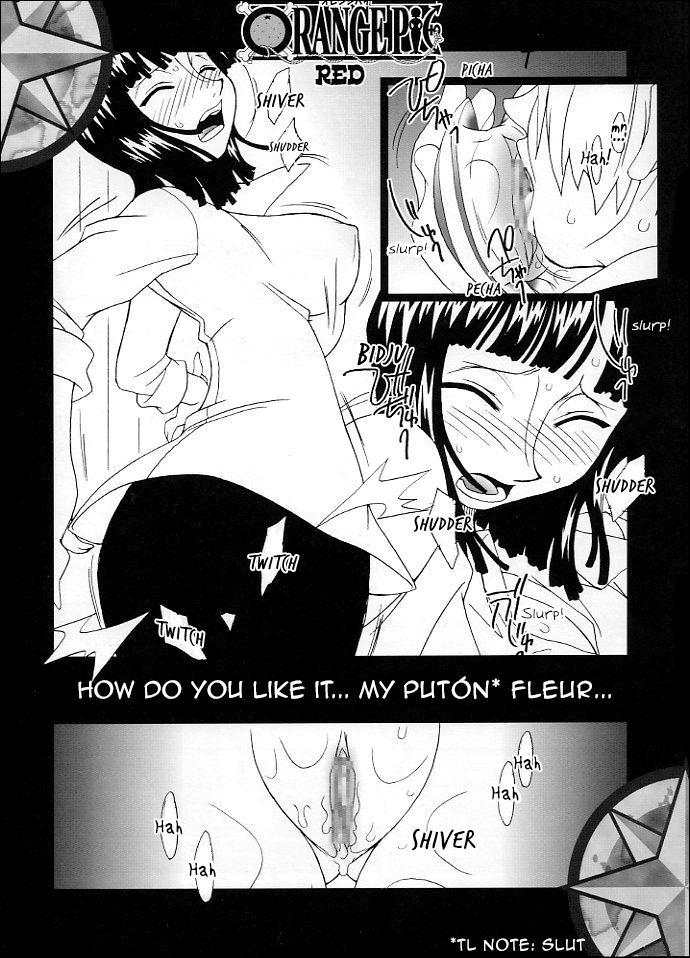 ORANGE PIE
RED
SHIVER
SHUDDER
PICHA
mn
...
Hah!
slurp!
PECHA
slurp!
BIDJU
SHUDDER
SHUDDER
TWITCH
TWITCH
Slurp!
HOW DO YOU LIKE IT... MY PUTÓN* FLEUR...
Hah
Hah
Hah
Hah
SHIVER
*TL NOTE: SLUT